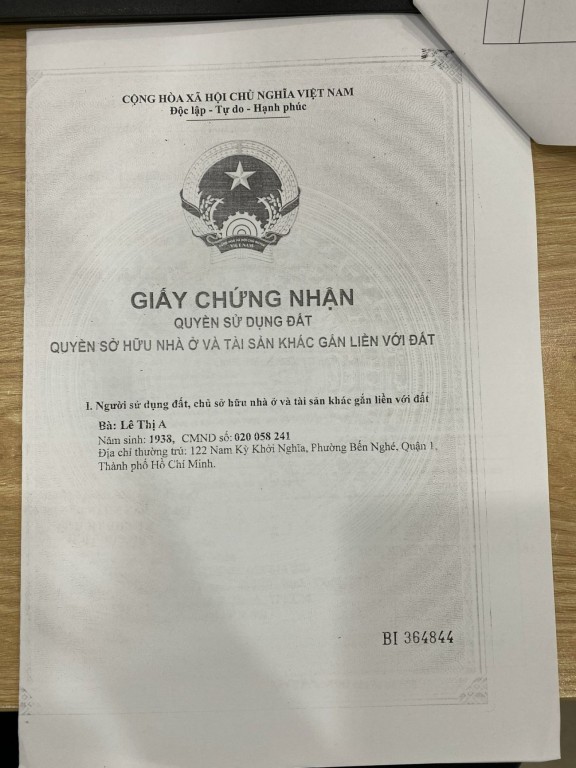 CỘNG HÒA XÃ HỘI CHỦ NGHĨA VIỆT NAM
Độc lập - Tự do - Hạnh phúc
VIỆT NAM
GIẤY CHỨNG NHẬN
QUYỀN SỬ DỤNG ĐẤT
QUYỀN SỞ HỮU NHÀ Ở VÀ TÀI SẢN KHÁC GẮN LIỀN VỚI ĐẤT
I. Người sử dụng đất, chủ sở hữu nhà ở và tài sản khác gắn liền với đất
Bà: Lê Thị A
Năm sinh: 1938, CMND số: 020 058 241
Địa chỉ thường trú: 122 Nam Kỳ Khởi Nghĩa, Phường Bến Nghé, Quận 1,
Thành phố Hồ Chí Minh.
BI 364844